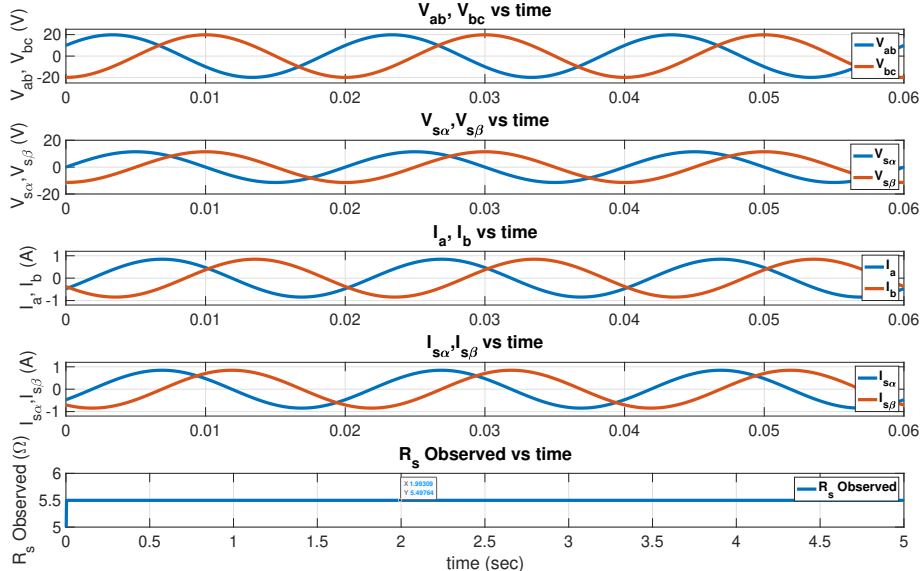 V_ab, V_bc vs time
V_ab, V_bc (V)
20
0
-20
0 0.01 0.02 0.03 0.04 0.05 0.06
V_ab
V_bc
V_sα,V_sβ vs time
V_sα,V_sβ (V)
20
0
-20
0 0.01 0.02 0.03 0.04 0.05 0.06
V_sα
V_sβ
I_a, I_b vs time
I_a, I_b (A)
1
0
-1
0 0.01 0.02 0.03 0.04 0.05 0.06
I_a
I_b
I_sα,I_sβ vs time
I_sα,I_sβ (A)
1
0
-1
0 0.01 0.02 0.03 0.04 0.05 0.06
I_sα
I_sβ
R_s Observed vs time
R_s Observed (Ω)
6
5.5
5
X 1.99309
Y 5.49764
R_s Observed
0 0.5 1 1.5 2 2.5 3 3.5 4 4.5 5
time (sec)